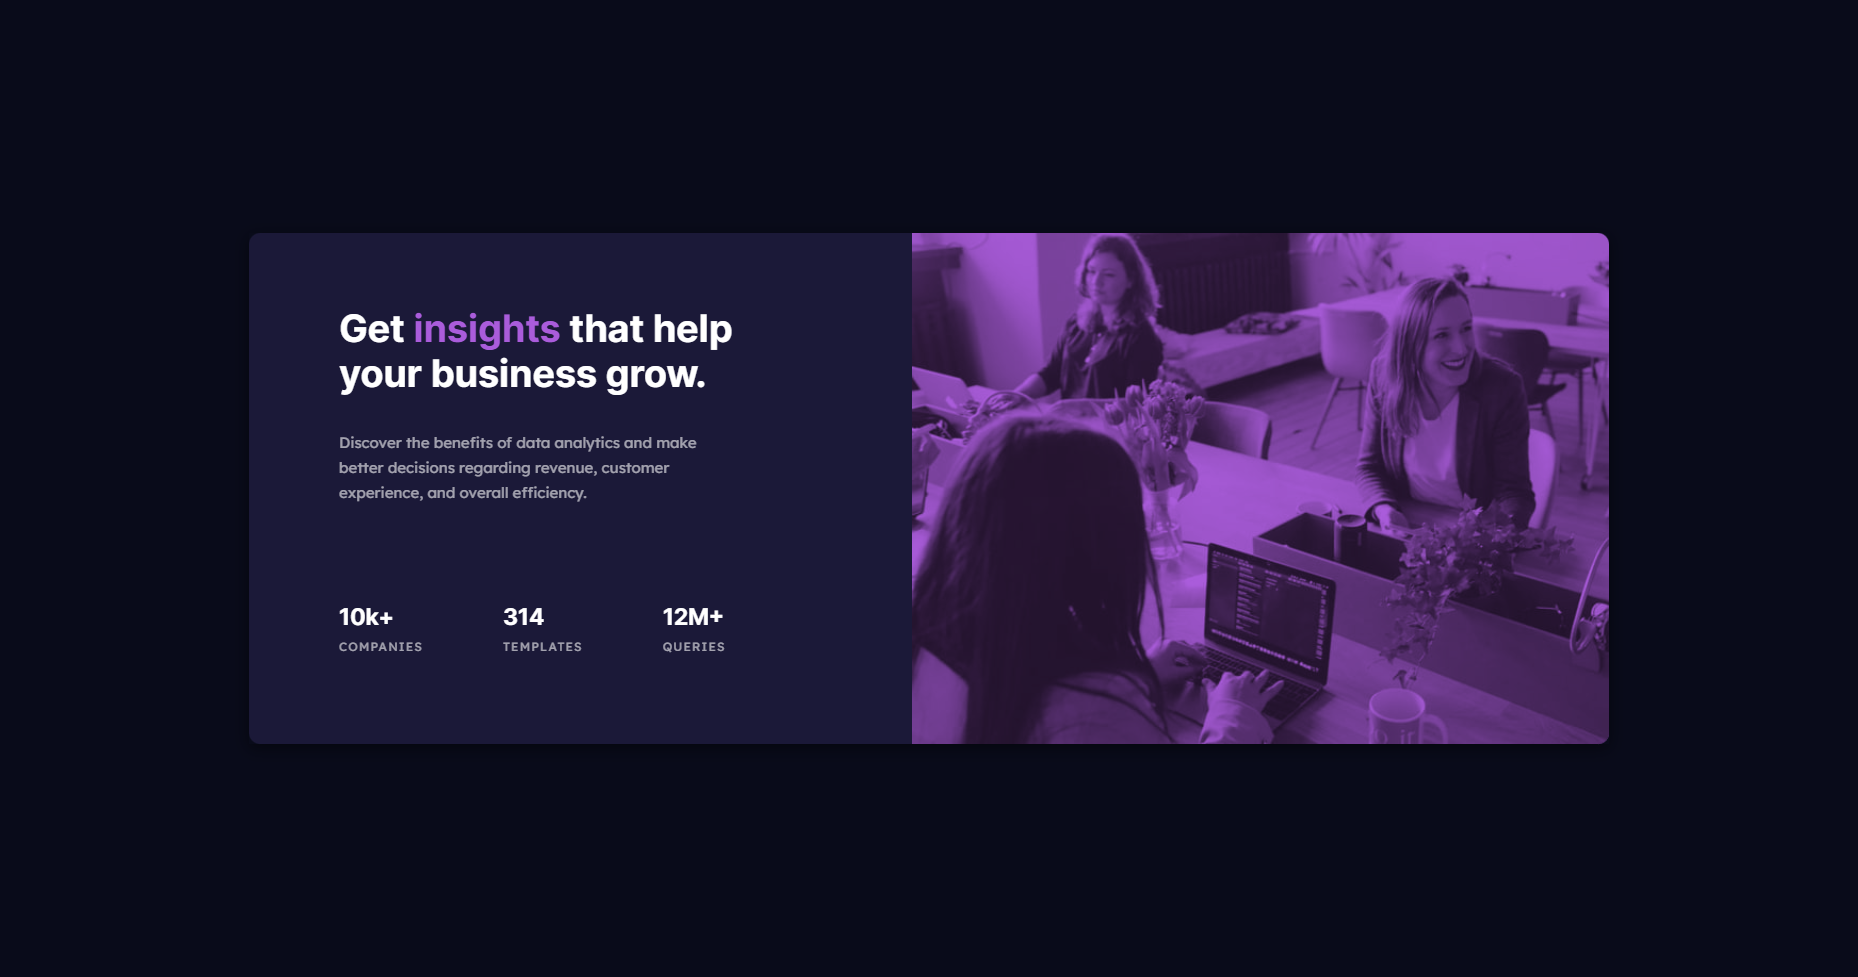 Get insights that help
your business grow.
Discover the benefits of data analytics and make
better decisions regarding revenue, customer
experience, and overall efficiency.
10k+
314
12M+
COMPANIES
TEMPLATES
QUERIES